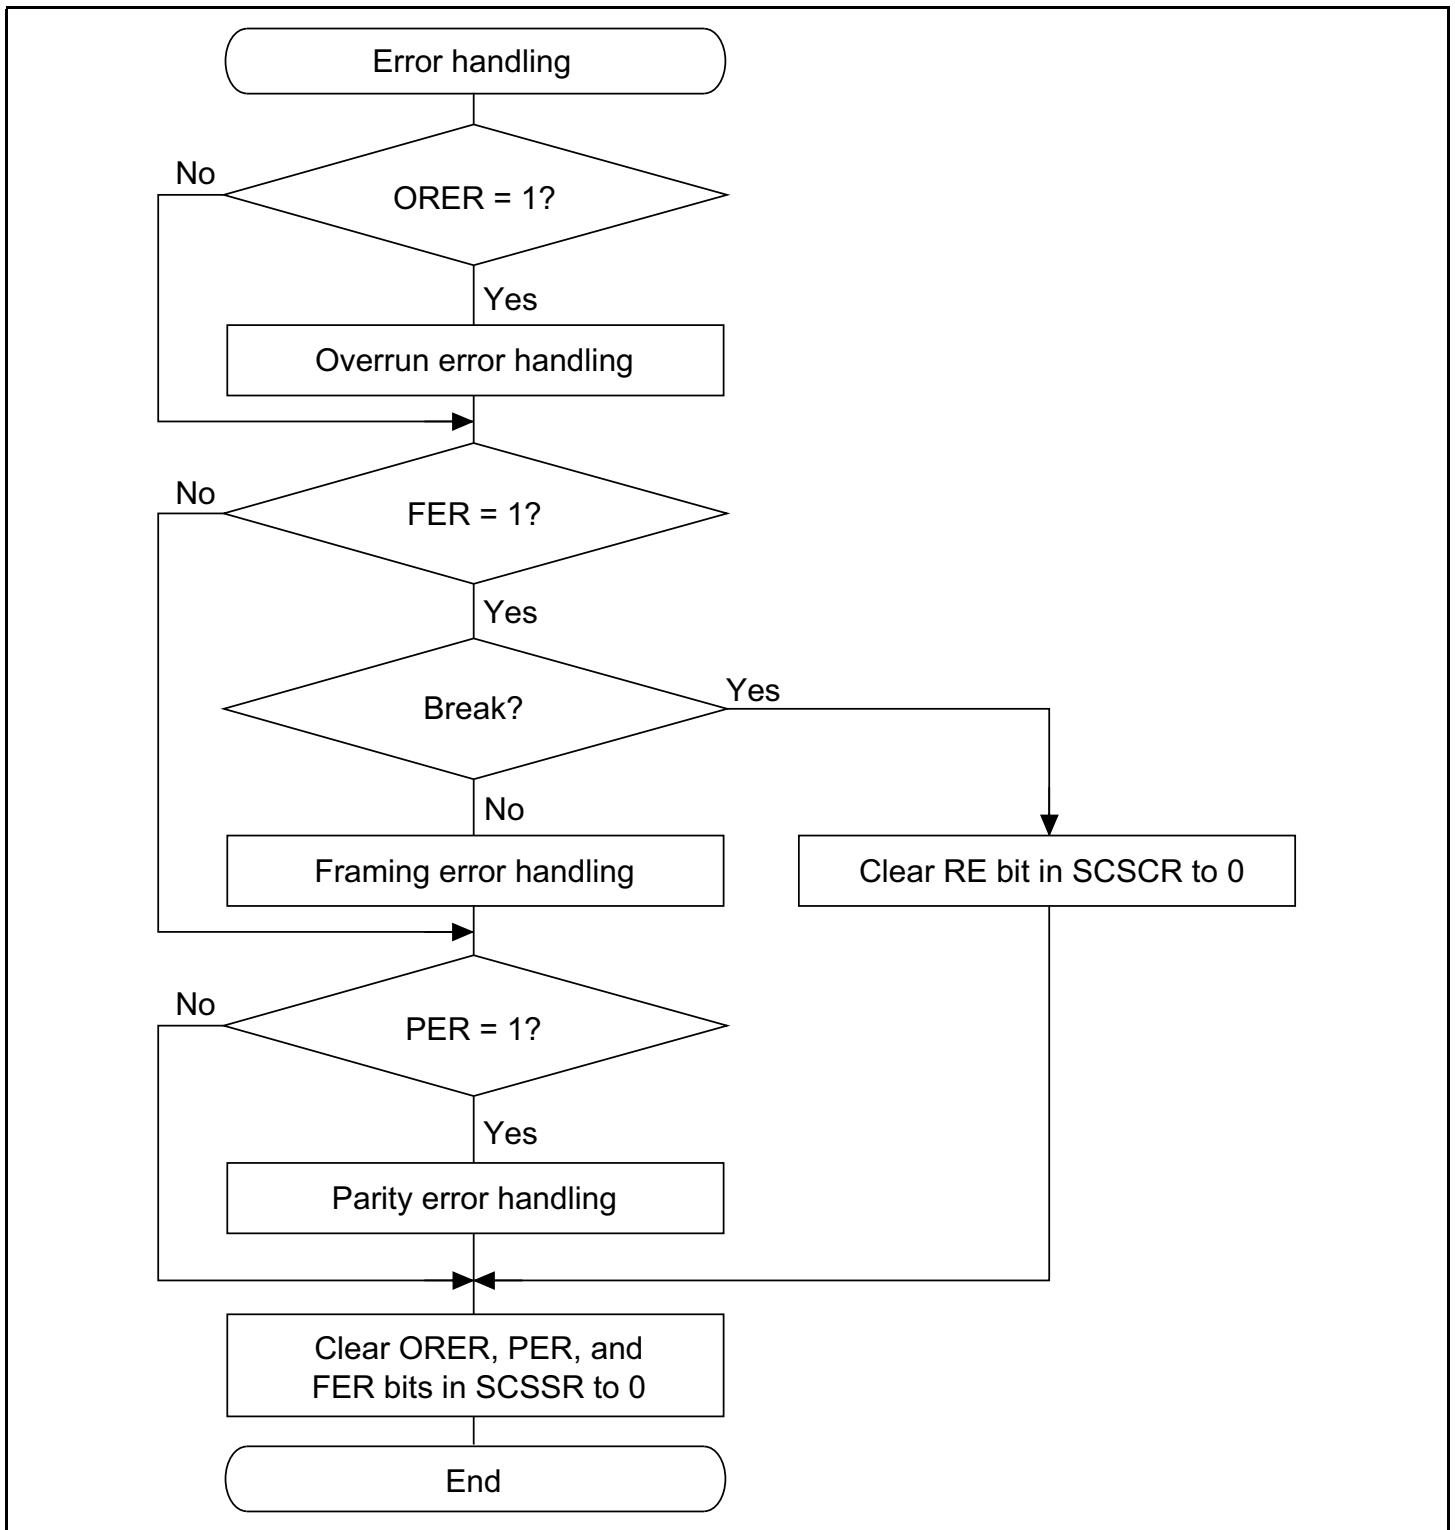 Error handling
No
ORER = 1?
Yes
Overrun error handling
No
FER = 1?
Yes
Break?
Yes
No
Framing error handling
Clear RE bit in SCSCR to 0
No
PER = 1?
Yes
Parity error handling
Clear ORER, PER, and
FER bits in SCSSR to 0
End